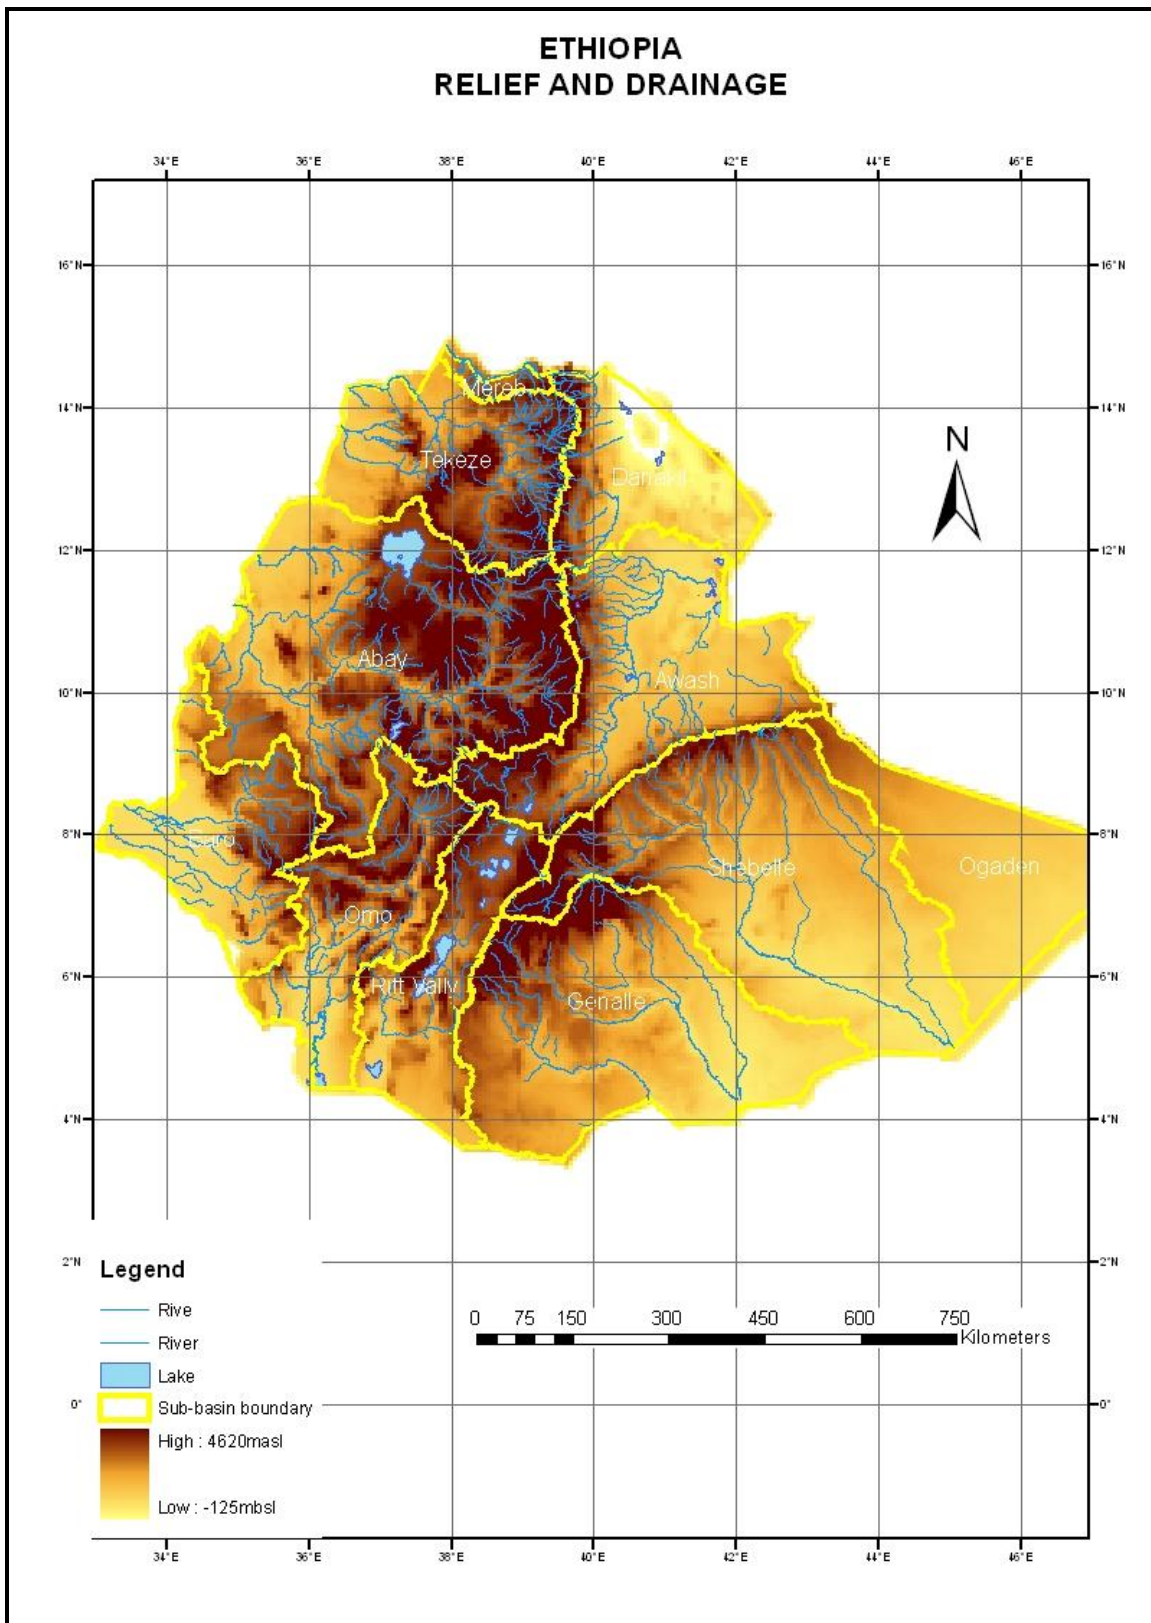 ETHIOPIA
RELIEF AND DRAINAGE
34°E 36°E 38°E 40°E 42°E 44°E 46°E
16°N 16°N
14°N 14°N
12°N 12°N
10°N 10°N
8°N 8°N
6°N 6°N
4°N 4°N
2°N 2°N
0° 0°
Mereb
Tekeze
Danakil
N
Abay
Awash
Baro
Shebelle
Ogaden
Omo
Rift Vally
Genalle
Legend
Rive
River
Lake
Sub-basin boundary
High : 4620masl
Low : -125mbsl
0 75 150 300 450 600 750
Kilometers
34°E 36°E 38°E 40°E 42°E 44°E 46°E